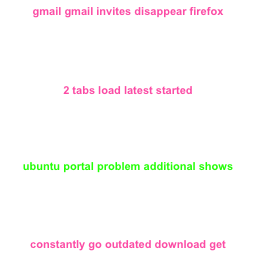 gmail gmail invites disappear firefox
2 tabs load latest started
ubuntu portal problem additional shows
constantly go outdated download get